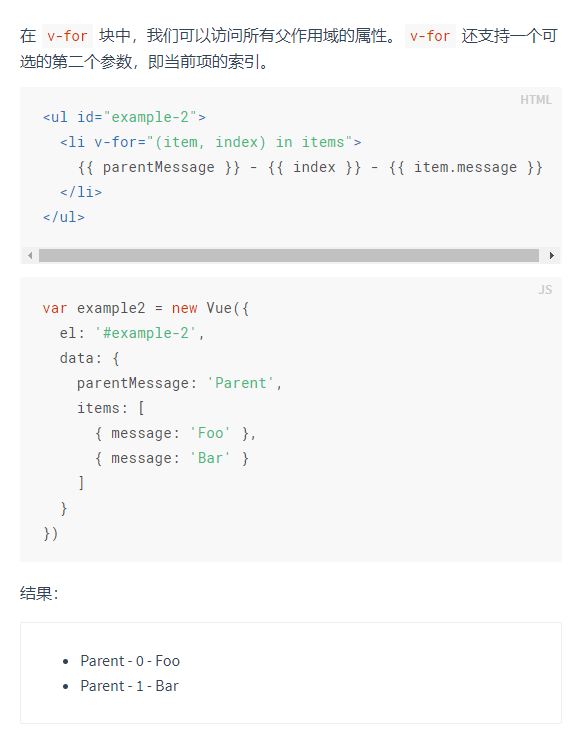 在 v-for 块中，我们可以访问所有父作用域的属性。v-for 还支持一个可
选的第二个参数，即当前项的索引。
HTML
<ul id="example-2">
  <li v-for="(item, index) in items">
    {{ parentMessage }} - {{ index }} - {{ item.message }}
  </li>
</ul>
JS
var example2 = new Vue({
  el: '#example-2',
  data: {
    parentMessage: 'Parent',
    items: [
      { message: 'Foo' },
      { message: 'Bar' }
    ]
  }
})
结果：
• Parent - 0 - Foo
• Parent - 1 - Bar